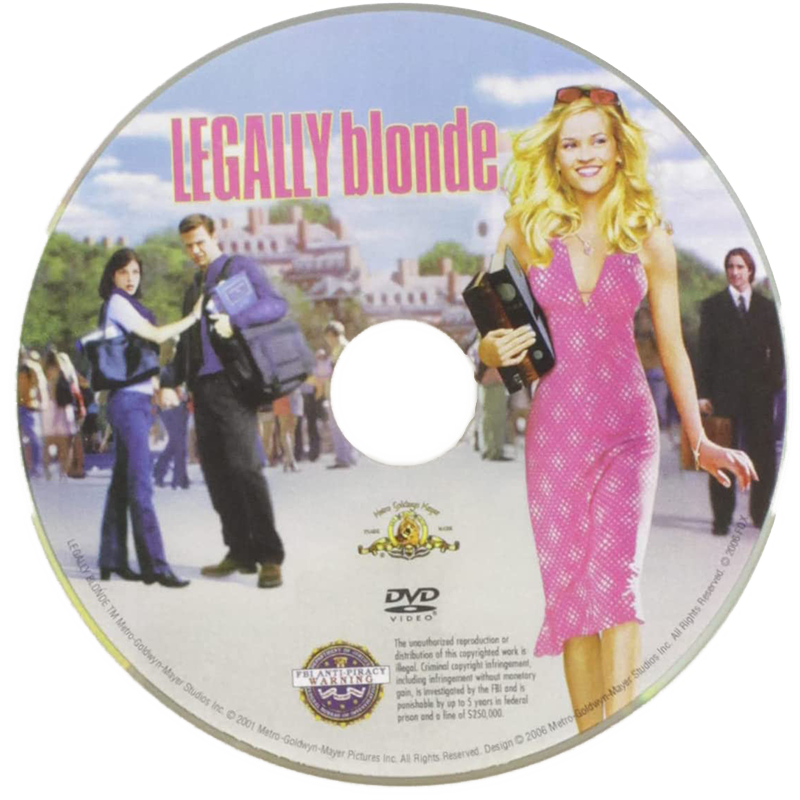 LEGALLY blonde
Metro Goldwyn Mayer
TRADE MARK
DVD
VIDEO
FBI ANTI-PIRACY
WARNING
The unauthorized reproduction or
distribution of this copyrighted work is
illegal. Criminal copyright infringement,
including infringement without monetary
gain, is investigated by the FBI and is
punishable by up to 5 years in federal
prison and a fine of $250,000.
LEGALLY BLONDE TM Metro-Goldwyn-Mayer Studios Inc. © 2001 Metro-Goldwyn-Mayer Pictures Inc. All Rights Reserved. Design © 2006 Metro-Goldwyn-Mayer Studios Inc. All Rights Reserved. © 2006 FOX